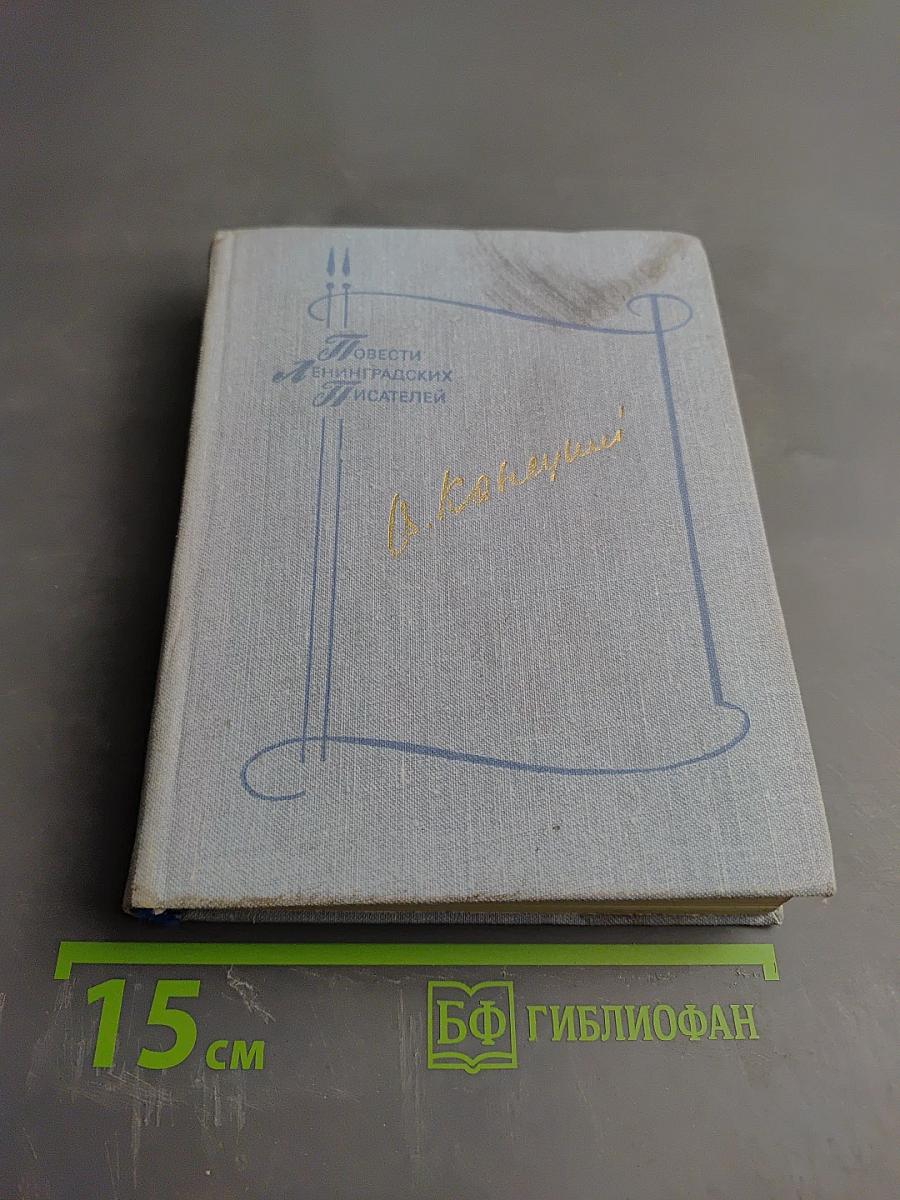 Повести
Ленинградских
Писателей
В. Конецкий
15 см
БФ ГИБЛИОФАН